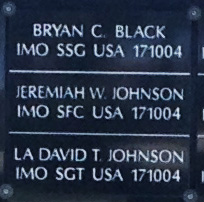 BRYAN C. BLACK
IMO SSG USA 171004
JEREMIAH W. JOHNSON
IMO SFC USA 171004
LA DAVID T. JOHNSON
IMO SGT USA 171004